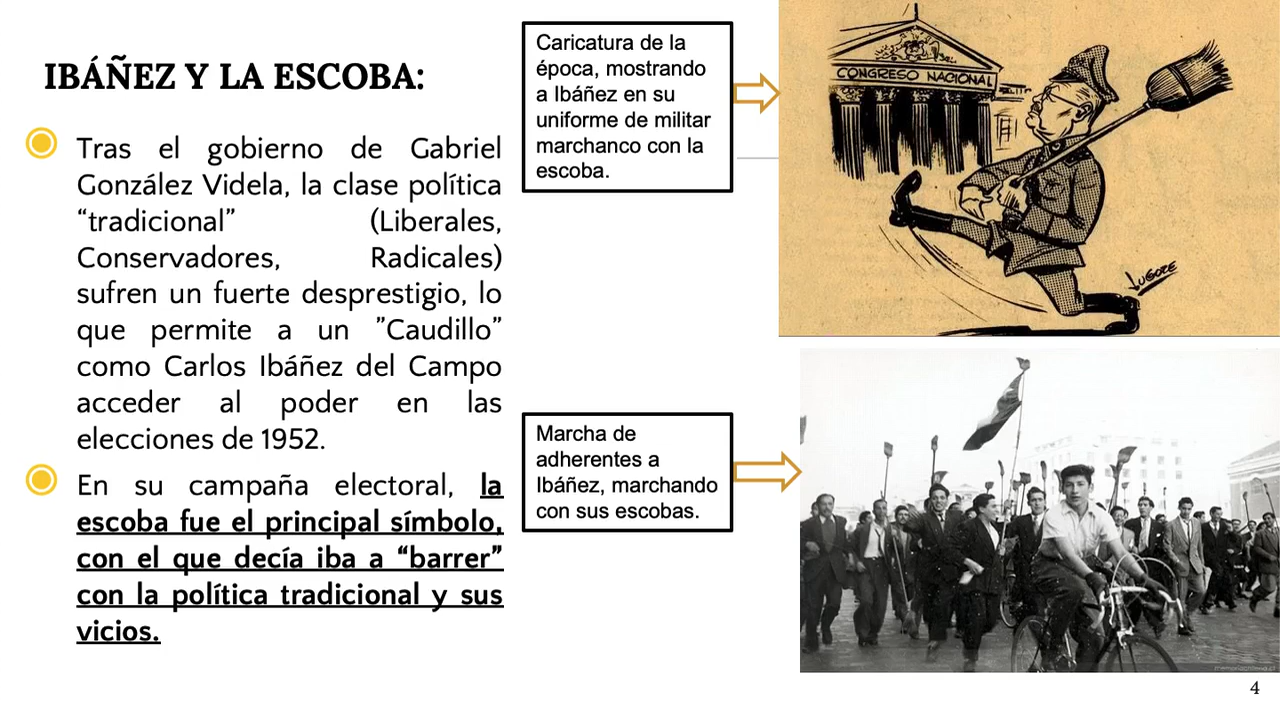 IBÁÑEZ Y LA ESCOBA:
Tras el gobierno de Gabriel
González Videla, la clase política
“tradicional” (Liberales,
Conservadores, Radicales)
sufren un fuerte desprestigio, lo
que permite a un ”Caudillo”
como Carlos Ibáñez del Campo
acceder al poder en las
elecciones de 1952.
En su campaña electoral, la
escoba fue el principal símbolo,
con el que decía iba a “barrer”
con la política tradicional y sus
vicios.
Caricatura de la
época, mostrando
a Ibáñez en su
uniforme de militar
marchanco con la
escoba.
CONGRESO NACIONAL
Lugoze
Marcha de
adherentes a
Ibáñez, marchando
con sus escobas.
4